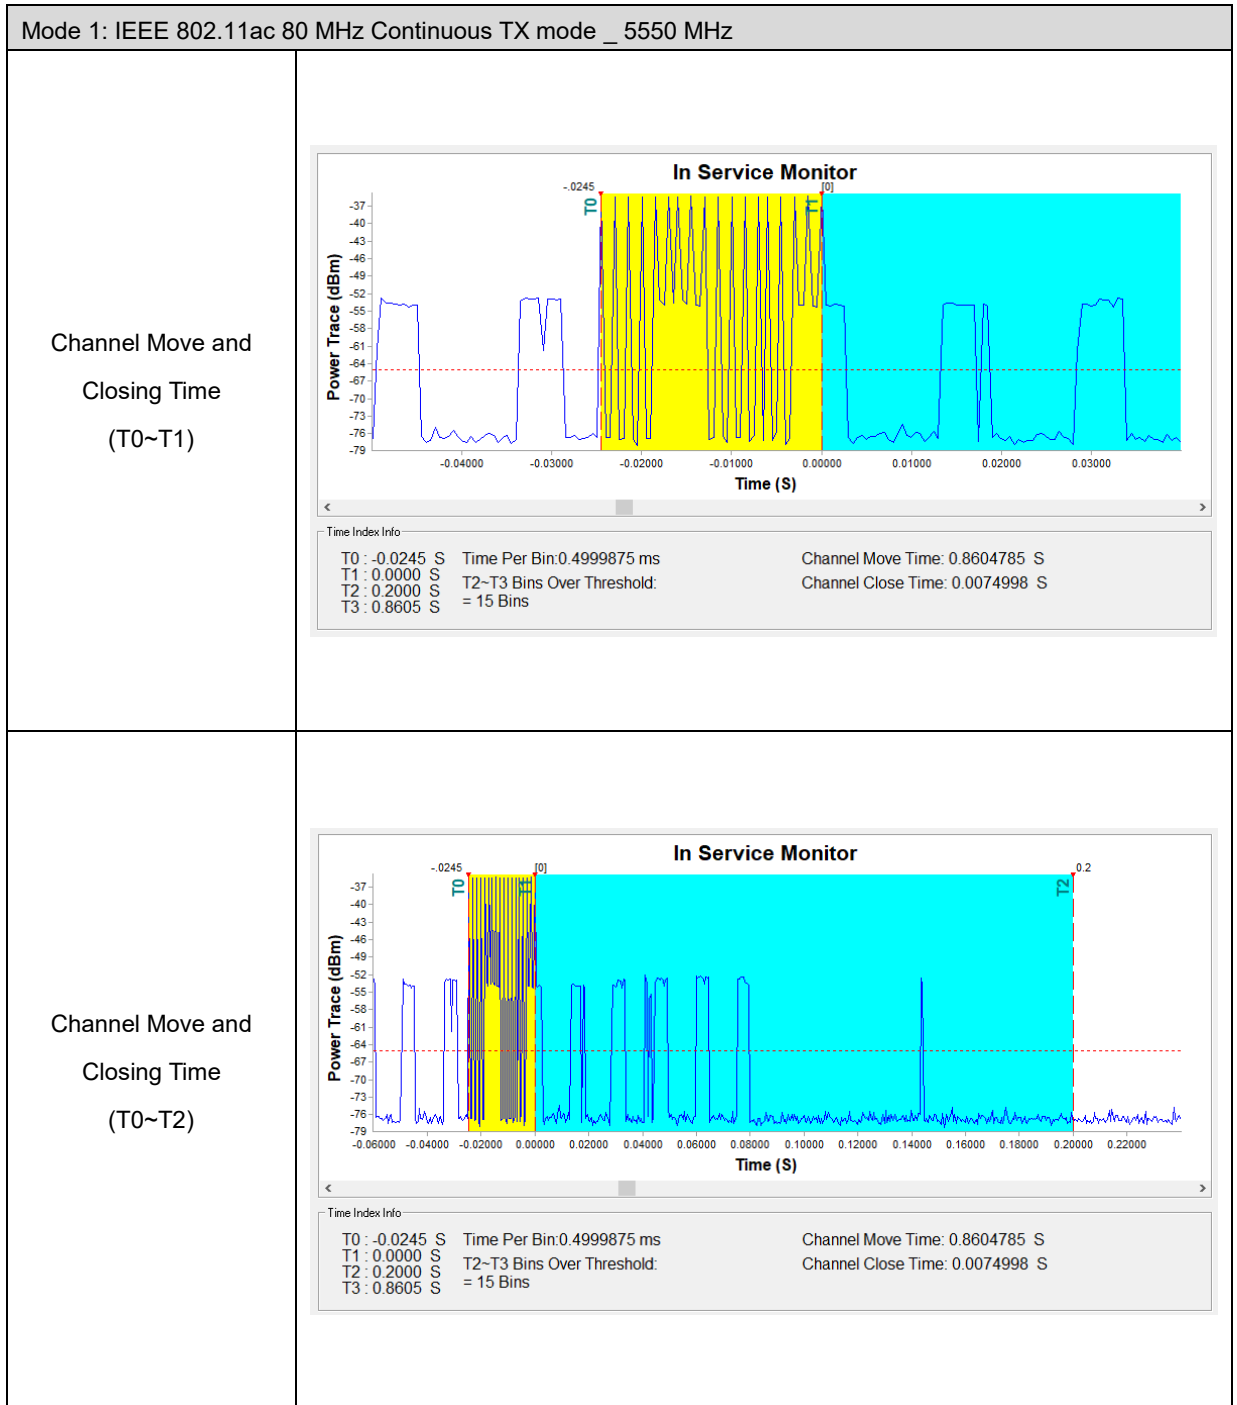 Mode 1: IEEE 802.11ac 80 MHz Continuous TX mode _ 5550 MHz
Channel Move and
Closing Time
(T0~T1)
In Service Monitor
-.0245
[0]
T0
T1
Power Trace (dBm)
-37
-40
-43
-46
-49
-52
-55
-58
-61
-64
-67
-70
-73
-76
-79
-0.04000 -0.03000 -0.02000 -0.01000 0.00000 0.01000 0.02000 0.03000
Time (S)
Time Index Info
T0 : -0.0245 S
T1 : 0.0000 S
T2 : 0.2000 S
T3 : 0.8605 S
Time Per Bin:0.4999875 ms
T2~T3 Bins Over Threshold:
= 15 Bins
Channel Move Time: 0.8604785 S
Channel Close Time: 0.0074998 S
Channel Move and
Closing Time
(T0~T2)
In Service Monitor
-.0245
[0]
0.2
T0
T1
T2
Power Trace (dBm)
-37
-40
-43
-46
-49
-52
-55
-58
-61
-64
-67
-70
-73
-76
-79
-0.06000 -0.04000 -0.02000 0.00000 0.02000 0.04000 0.06000 0.08000 0.10000 0.12000 0.14000 0.16000 0.18000 0.20000 0.22000
Time (S)
Time Index Info
T0 : -0.0245 S
T1 : 0.0000 S
T2 : 0.2000 S
T3 : 0.8605 S
Time Per Bin:0.4999875 ms
T2~T3 Bins Over Threshold:
= 15 Bins
Channel Move Time: 0.8604785 S
Channel Close Time: 0.0074998 S